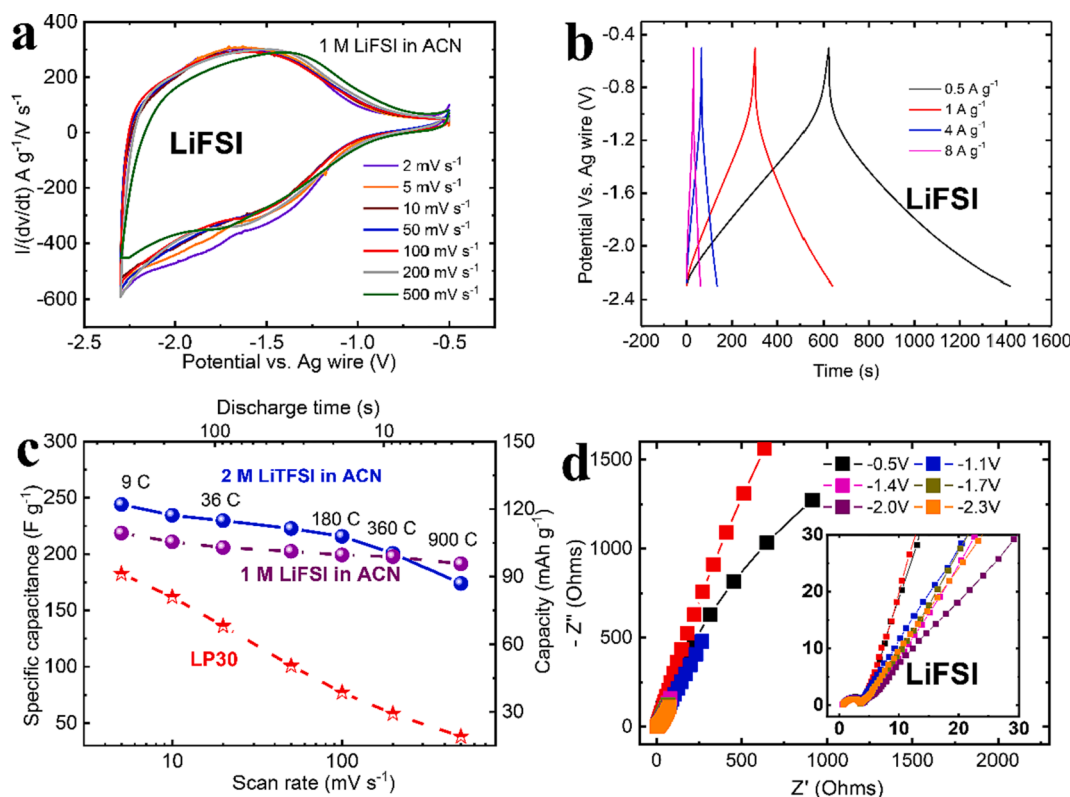 a
1 M LiFSI in ACN
LiFSI
2 mV s⁻¹
5 mV s⁻¹
10 mV s⁻¹
50 mV s⁻¹
100 mV s⁻¹
200 mV s⁻¹
500 mV s⁻¹
I/(dv/dt) A g⁻¹/V s⁻¹
400
200
0
-200
-400
-600
-2.5 -2.0 -1.5 -1.0 -0.5
Potential vs. Ag wire (V)
b
0.5 A g⁻¹
1 A g⁻¹
4 A g⁻¹
8 A g⁻¹
LiFSI
Potential Vs. Ag wire (V)
-0.4
-0.8
-1.2
-1.6
-2.0
-2.4
-200 0 200 400 600 800 1000 1200 1400 1600
Time (s)
c
Discharge time (s)
100 10
2 M LiTFSI in ACN
9 C 36 C 180 C 360 C 900 C
1 M LiFSI in ACN
LP30
Specific capacitance (F g⁻¹)
300
250
200
150
100
50
Capacity (mAh g⁻¹)
150
120
90
60
30
10 100
Scan rate (mV s⁻¹)
d
-0.5V -1.1V
-1.4V -1.7V
-2.0V -2.3V
- Z'' (Ohms)
1500
1000
500
0
0 500 1000 1500 2000
Z' (Ohms)
30
20
10
0
0 10 20 30
LiFSI